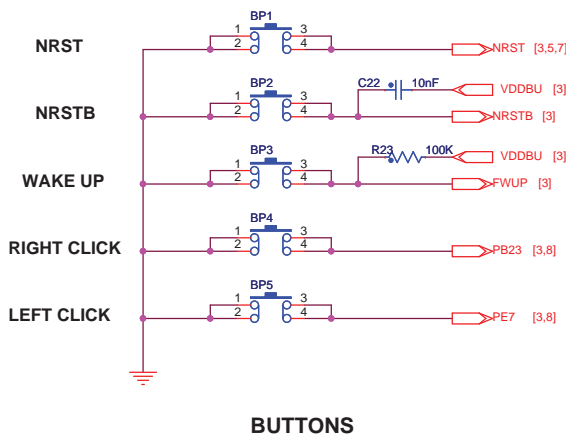 BP1
NRST
1 3
2 4
NRST [3,5,7]
BP2
C22 10nF
VDDBU [3]
NRSTB
1 3
2 4
NRSTB [3]
BP3
R23 100K
VDDBU [3]
WAKE UP
1 3
2 4
FWUP [3]
BP4
RIGHT CLICK
1 3
2 4
PB23 [3,8]
BP5
LEFT CLICK
1 3
2 4
PE7 [3,8]
BUTTONS